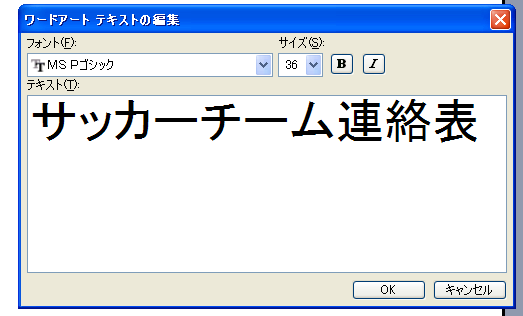 ワードアート テキストの編集
フォント(F): サイズ(S):
MS Pゴシック 36 B I
テキスト(T):
サッカーチーム連絡表
OK キャンセル